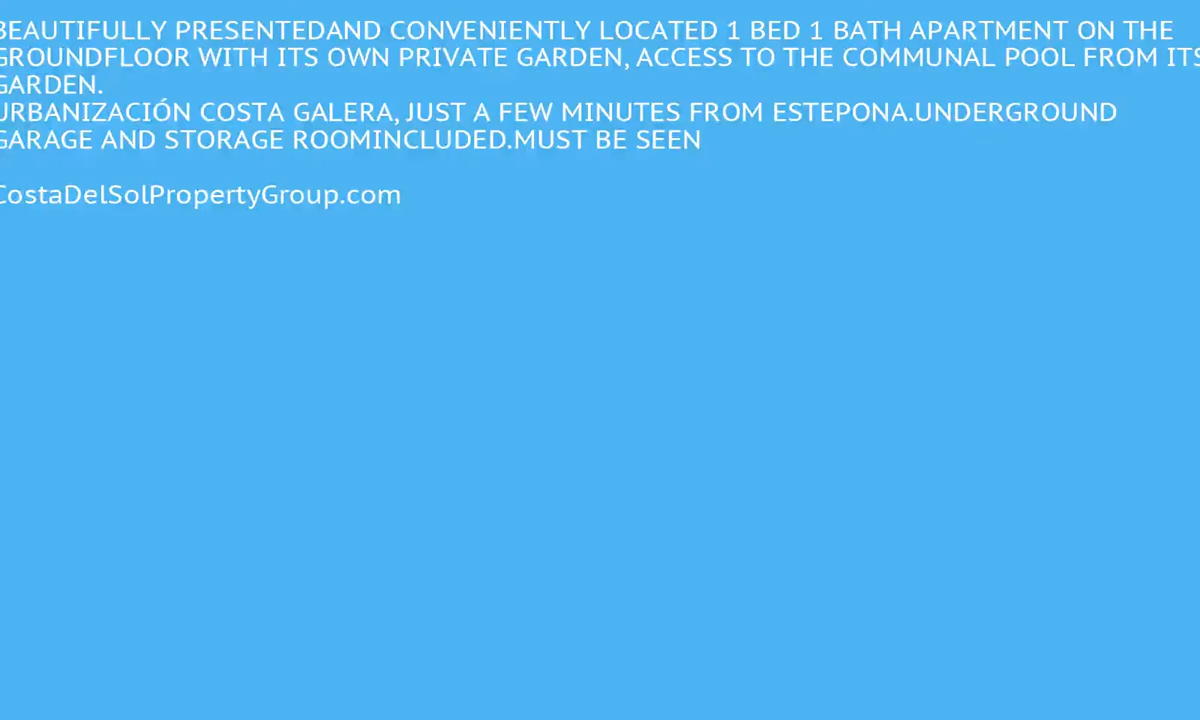 BEAUTIFULLY PRESENTEDAND CONVENIENTLY LOCATED 1 BED 1 BATH APARTMENT ON THE
GROUNDFLOOR WITH ITS OWN PRIVATE GARDEN, ACCESS TO THE COMMUNAL POOL FROM ITS
GARDEN.
URBANIZACIÓN COSTA GALERA, JUST A FEW MINUTES FROM ESTEPONA.UNDERGROUND
GARAGE AND STORAGE ROOMINCLUDED.MUST BE SEEN
CostaDelSolPropertyGroup.com